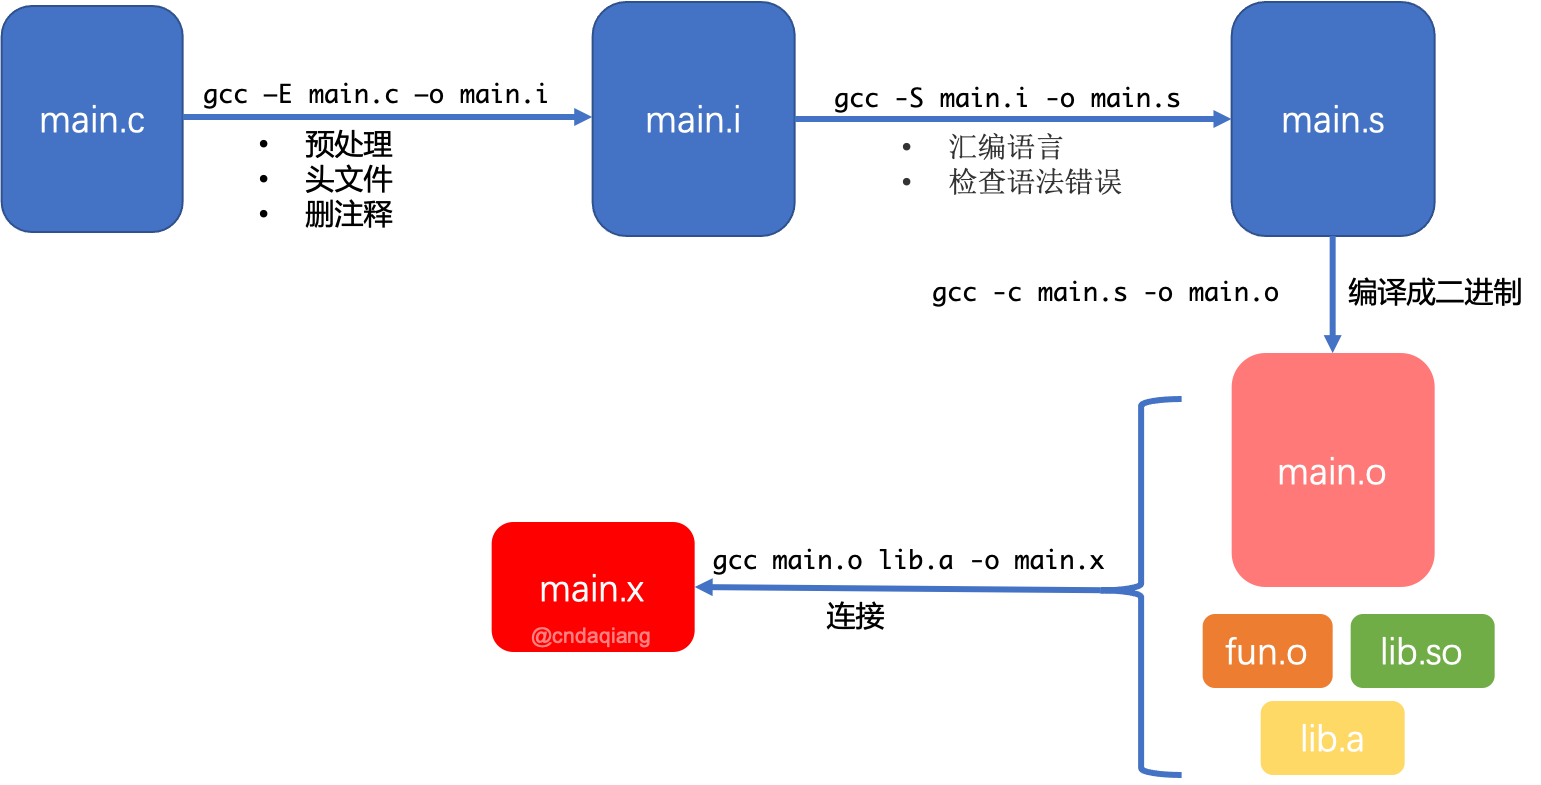 main.c
gcc –E main.c –o main.i
• 预处理
• 头文件
• 删注释
main.i
gcc -S main.i -o main.s
• 汇编语言
• 检查语法错误
main.s
gcc -c main.s -o main.o
编译成二进制
main.o
fun.o
lib.so
lib.a
gcc main.o lib.a -o main.x
连接
main.x
@cndaqiang